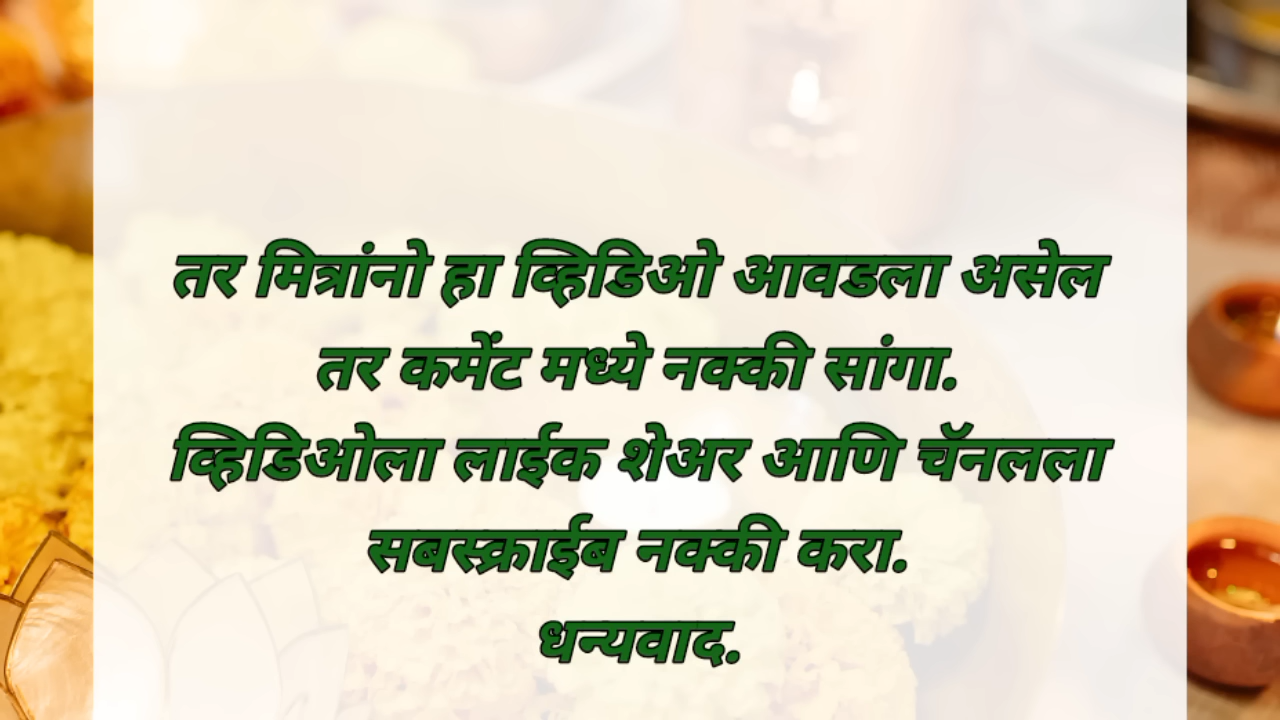 तर मित्रांनो हा व्हिडिओ आवडला असेल
तर कमेंट मध्ये नक्की सांगा.
व्हिडिओला लाईक शेअर आणि चॅनलला
सबस्क्राईब नक्की करा.
धन्यवाद.